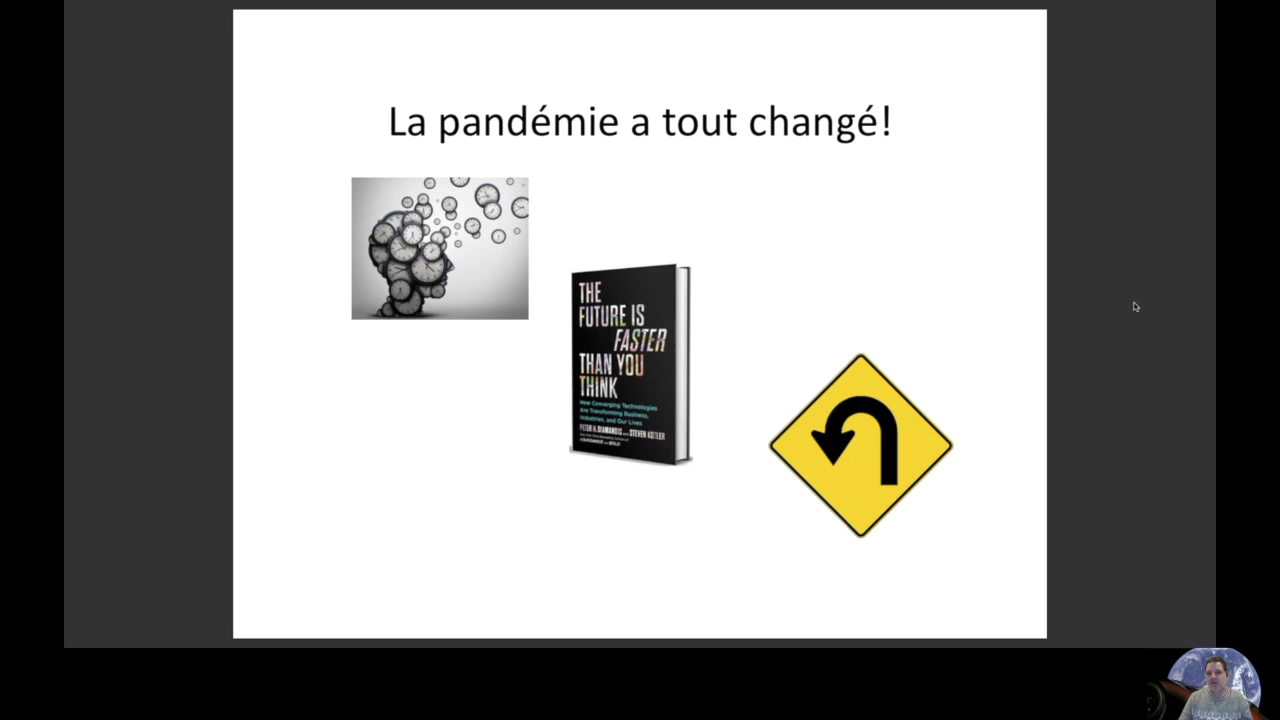 La pandémie a tout changé!
THE
FUTURE IS
FASTER
THAN YOU
THINK
How Converging Technologies
Are Transforming Business,
Industries, and Our Lives
PETER H. DIAMANDIS and STEVEN KOTLER